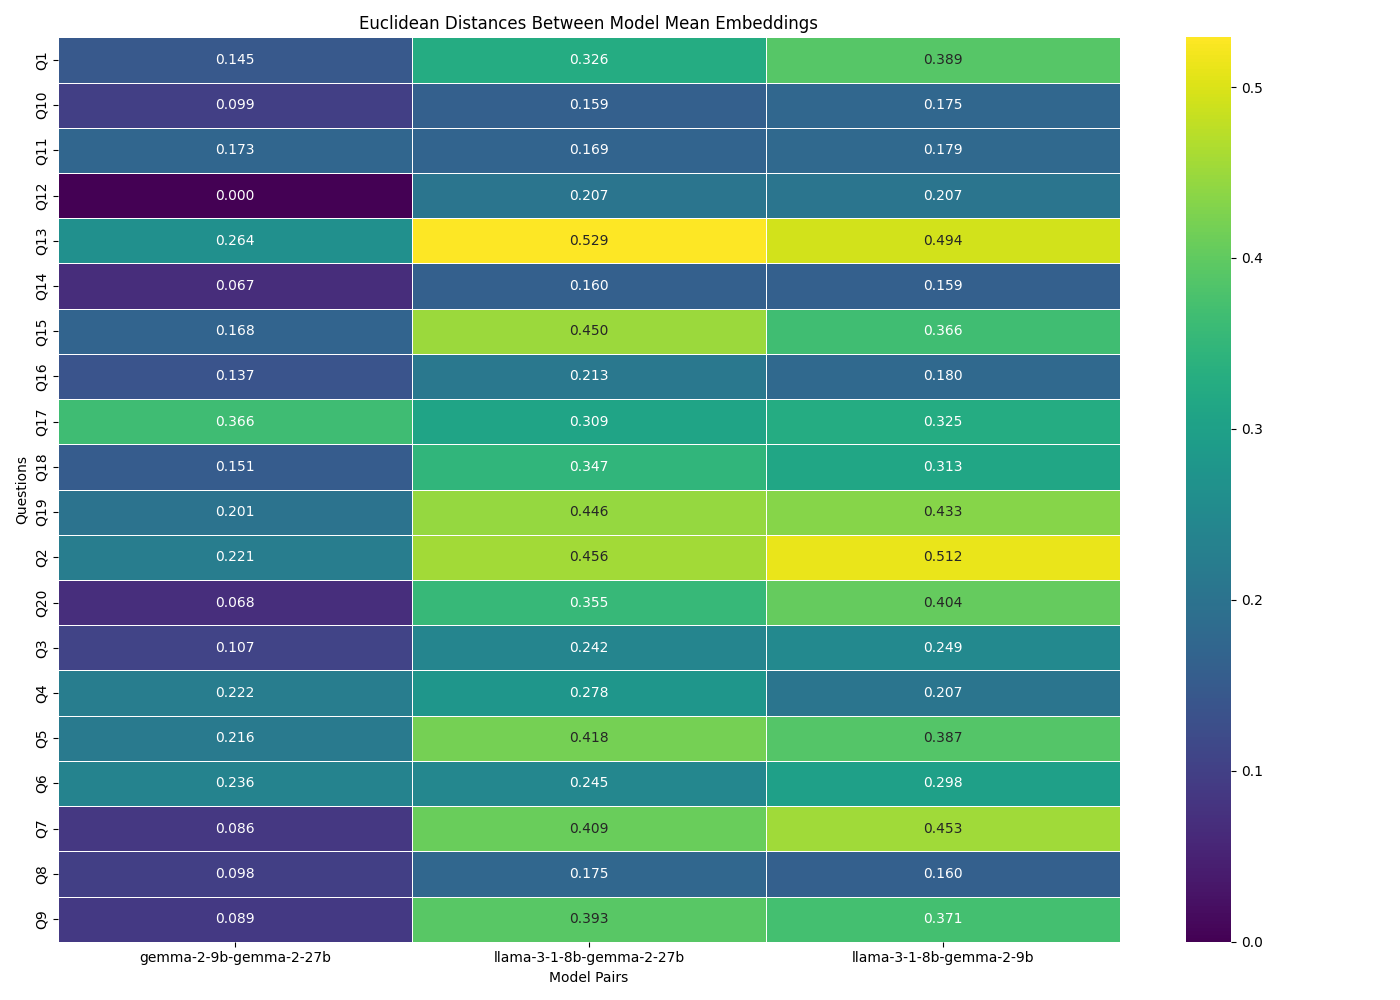 Euclidean Distances Between Model Mean Embeddings
Q1 0.145 0.326 0.389
Q10 0.099 0.159 0.175
Q11 0.173 0.169 0.179
Q12 0.000 0.207 0.207
Q13 0.264 0.529 0.494
Q14 0.067 0.160 0.159
Q15 0.168 0.450 0.366
Q16 0.137 0.213 0.180
Q17 0.366 0.309 0.325
Q18 0.151 0.347 0.313
Q19 0.201 0.446 0.433
Q2 0.221 0.456 0.512
Q20 0.068 0.355 0.404
Q3 0.107 0.242 0.249
Q4 0.222 0.278 0.207
Q5 0.216 0.418 0.387
Q6 0.236 0.245 0.298
Q7 0.086 0.409 0.453
Q8 0.098 0.175 0.160
Q9 0.089 0.393 0.371
Questions
gemma-2-9b-gemma-2-27b llama-3-1-8b-gemma-2-27b llama-3-1-8b-gemma-2-9b
Model Pairs
0.5
0.4
0.3
0.2
0.1
0.0